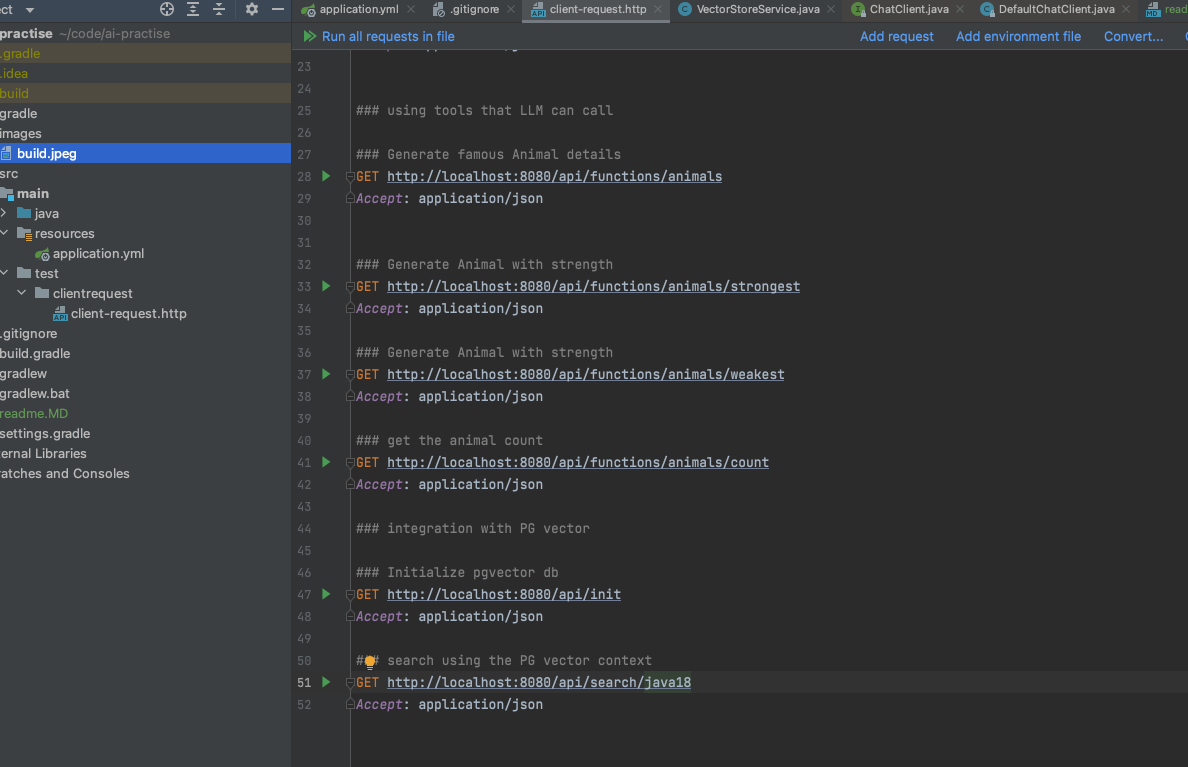 ct
application.yml
.gitignore
client-request.http
VectorStoreService.java
ChatClient.java
DefaultChatClient.java
read
practise ~/code/ai-practise
.gradle
.idea
build
gradle
images
build.jpeg
src
main
java
resources
application.yml
test
clientrequest
client-request.http
.gitignore
build.gradle
gradlew
gradlew.bat
readme.MD
settings.gradle
ernal Libraries
ratches and Consoles
Run all requests in file
Add request
Add environment file
Convert...
23
24
25 ### using tools that LLM can call
26
27 ### Generate famous Animal details
28 GET http://localhost:8080/api/functions/animals
29 Accept: application/json
30
31
32 ### Generate Animal with strength
33 GET http://localhost:8080/api/functions/animals/strongest
34 Accept: application/json
35
36 ### Generate Animal with strength
37 GET http://localhost:8080/api/functions/animals/weakest
38 Accept: application/json
39
40 ### get the animal count
41 GET http://localhost:8080/api/functions/animals/count
42 Accept: application/json
43
44 ### integration with PG vector
45
46 ### Initialize pgvector db
47 GET http://localhost:8080/api/init
48 Accept: application/json
49
50 ### search using the PG vector context
51 GET http://localhost:8080/api/search/java18
52 Accept: application/json